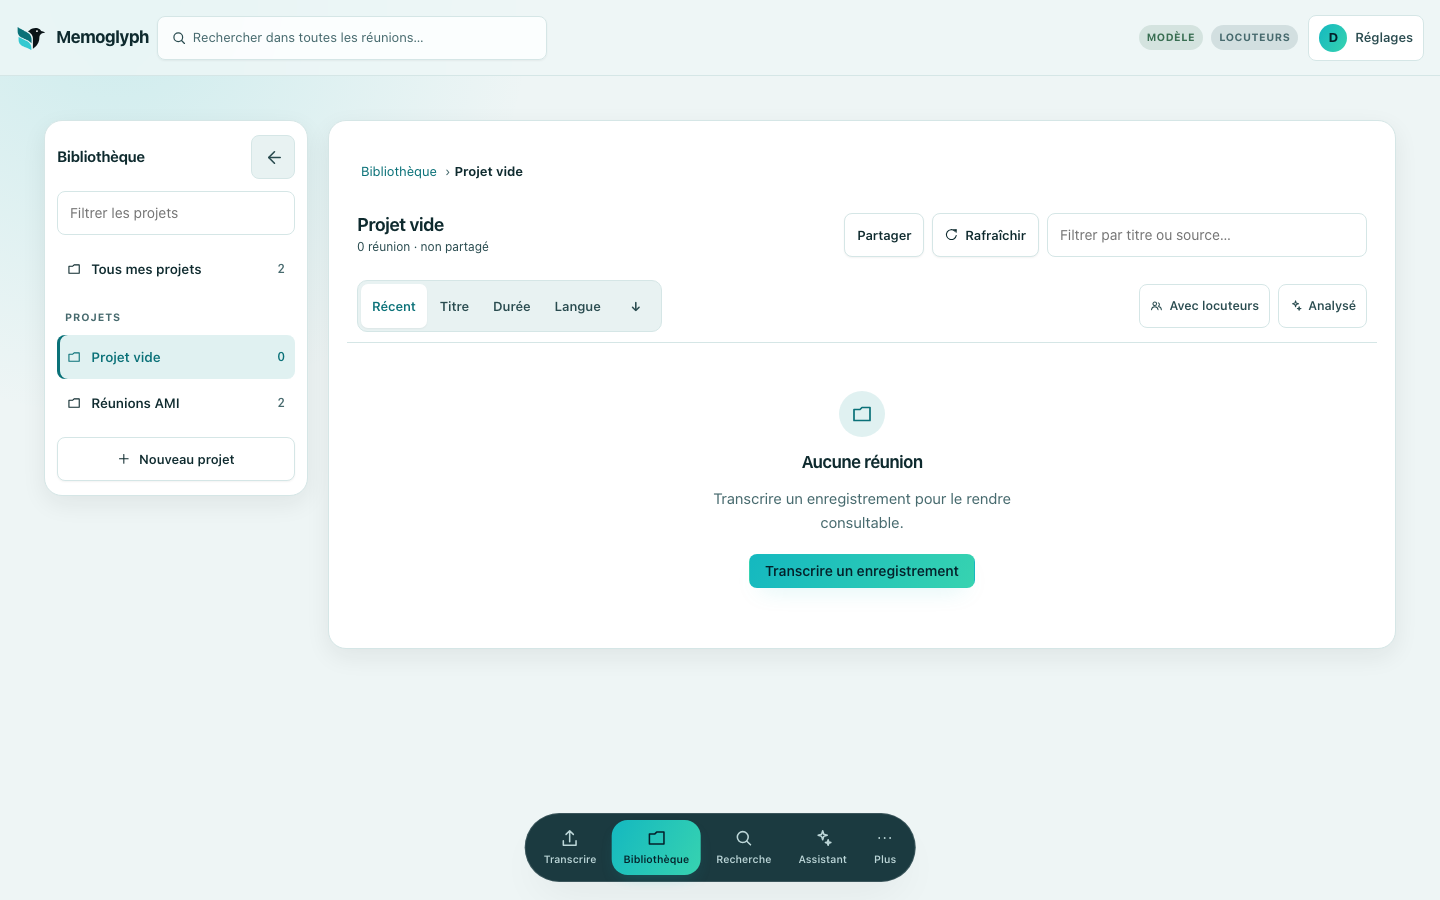 Memoglyph
Rechercher dans toutes les réunions...
MODÈLE
LOCUTEURS
D
Réglages
Bibliothèque
Filtrer les projets
Tous mes projets 2
PROJETS
Projet vide 0
Réunions AMI 2
Nouveau projet
Bibliothèque › Projet vide
Projet vide
0 réunion · non partagé
Partager
Rafraîchir
Filtrer par titre ou source...
Récent
Titre
Durée
Langue
Avec locuteurs
Analysé
Aucune réunion
Transcrire un enregistrement pour le rendre
consultable.
Transcrire un enregistrement
Transcrire
Bibliothèque
Recherche
Assistant
Plus